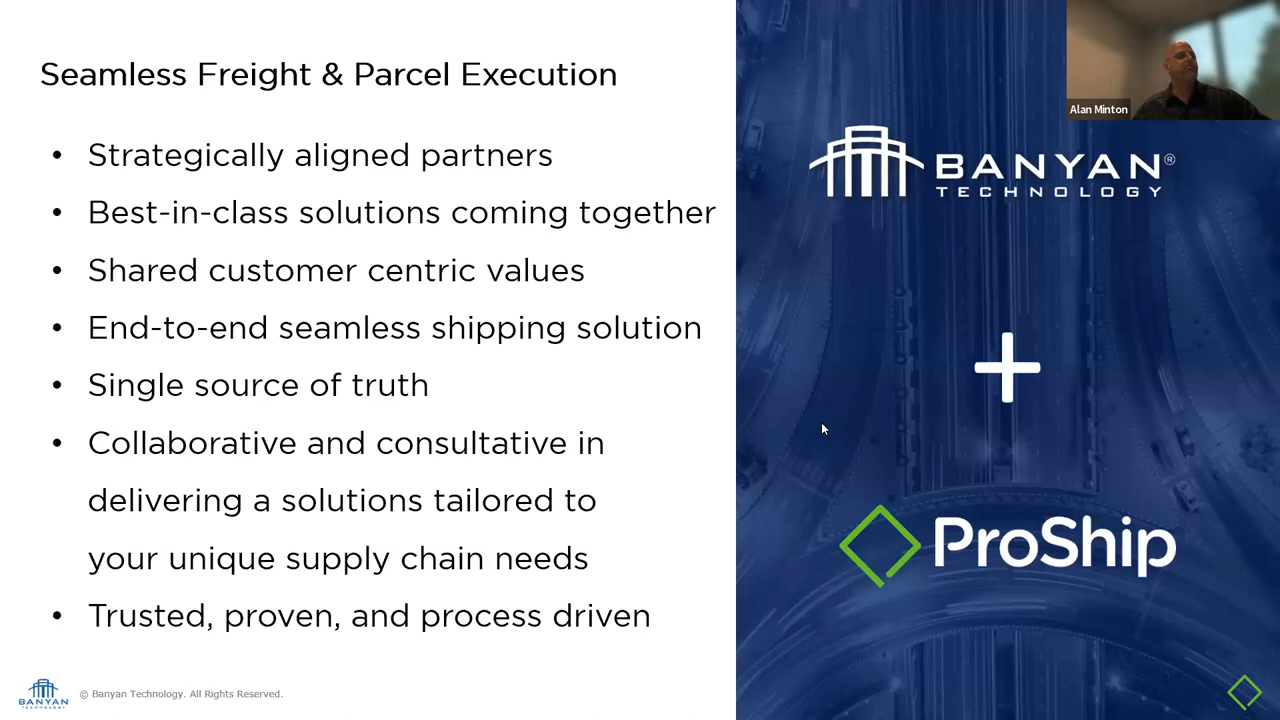 Seamless Freight & Parcel Execution
• Strategically aligned partners
• Best-in-class solutions coming together
• Shared customer centric values
• End-to-end seamless shipping solution
• Single source of truth
• Collaborative and consultative in
delivering a solutions tailored to
your unique supply chain needs
• Trusted, proven, and process driven
BANYAN
© Banyan Technology. All Rights Reserved.
Alan Minton
BANYAN®
TECHNOLOGY
+
ProShip